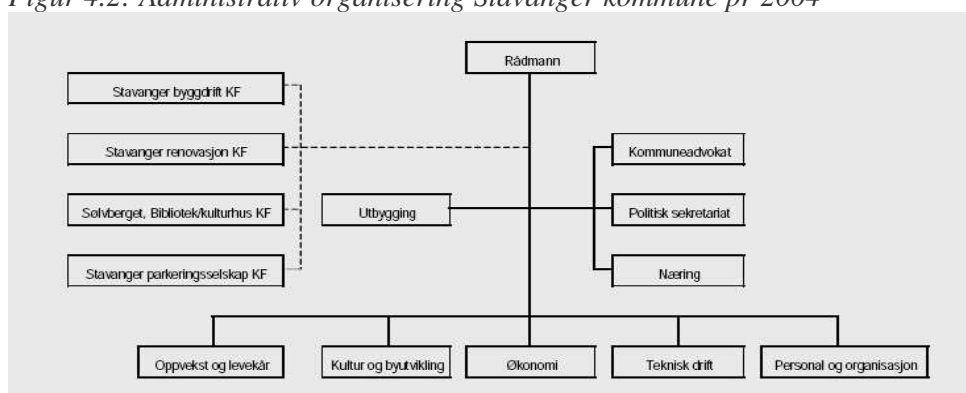 Figur 4.2: Administrativ organisering Stavanger kommune pr 2004
Rådmann
Stavanger byggdrift KF
Stavanger renovasjon KF
Kommuneadvokat
Sølvberget, Bibliotek/kulturhus KF
Utbygging
Politisk sekretariat
Stavanger parkeringsselskap KF
Næring
Oppvekst og levekår
Kultur og byutvikling
Økonomi
Teknisk drift
Personal og organisasjon